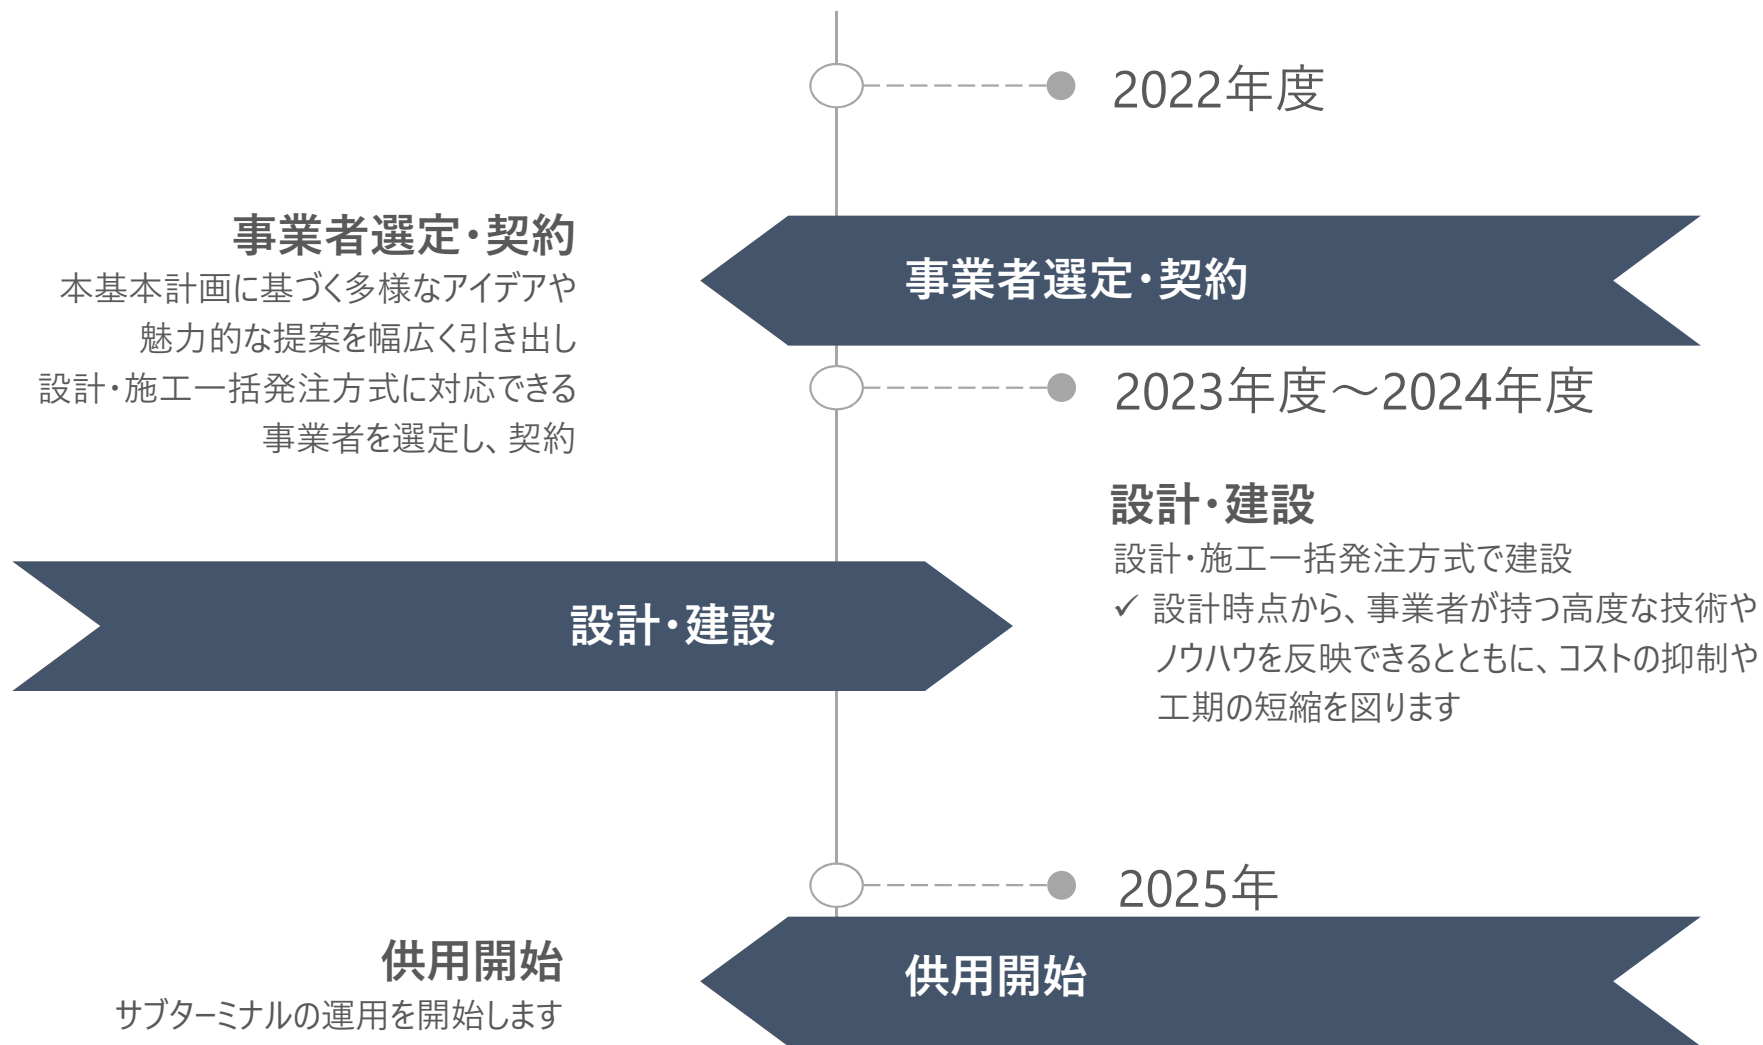 2022年度
事業者選定・契約
本基本計画に基づく多様なアイデアや
魅力的な提案を幅広く引き出し
設計・施工一括発注方式に対応できる
事業者を選定し、契約
事業者選定・契約
2023年度～2024年度
設計・建設
設計・施工一括発注方式で建設
✓ 設計時点から、事業者が持つ高度な技術や
ノウハウを反映できるとともに、コストの抑制や
工期の短縮を図ります
設計・建設
2025年
供用開始
サブターミナルの運用を開始します
供用開始